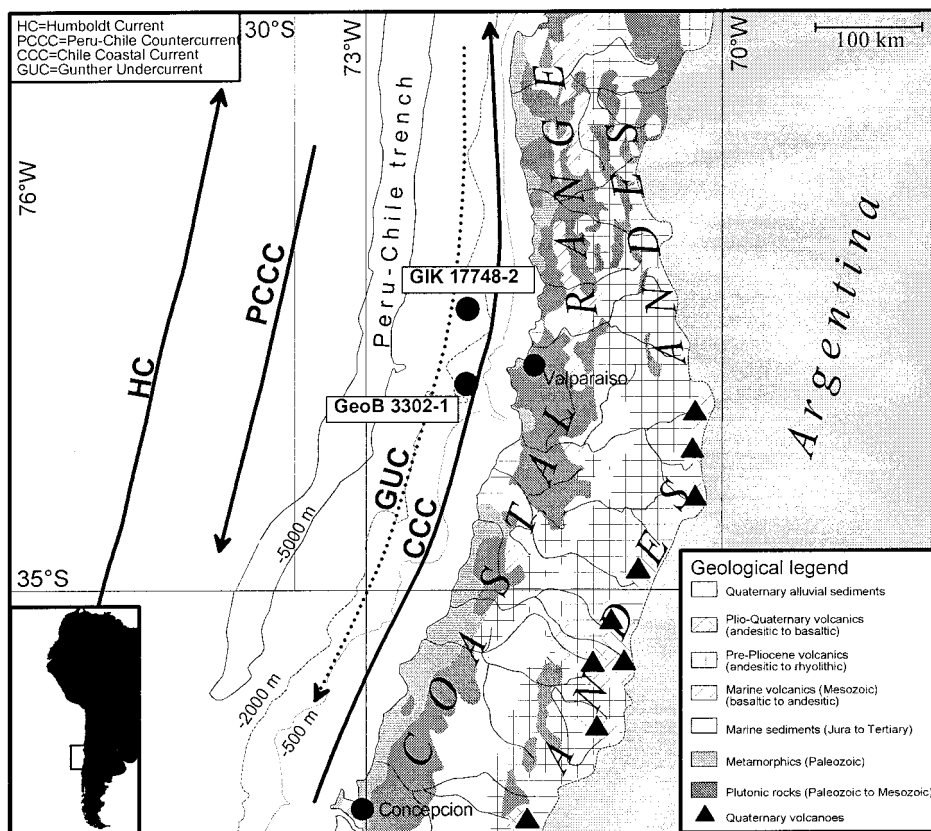 HC=Humboldt Current
PCCC=Peru-Chile Countercurrent
CCC=Chile Coastal Current
GUC=Gunther Undercurrent
30°S
73°W
70°W
100 km
76°W
HC
PCCC
Peru-Chile trench
GIK 17748-2
GeoB 3302-1
Valparaiso
GUC
CCC
COASTAL RANGE
ANDES
ANDES
Argentina
-5000 m
35°S
-2000 m
-500 m
Concepcion
Geological legend
Quaternary alluvial sediments
Plio-Quaternary volcanics
(andesitic to basaltic)
Pre-Pliocene volcanics
(andesitic to rhyolithic)
Marine volcanics (Mesozoic)
(basaltic to andesitic)
Marine sediments (Jura to Tertiary)
Metamorphics (Paleozoic)
Plutonic rocks (Paleozoic to Mesozoic)
Quaternary volcanoes